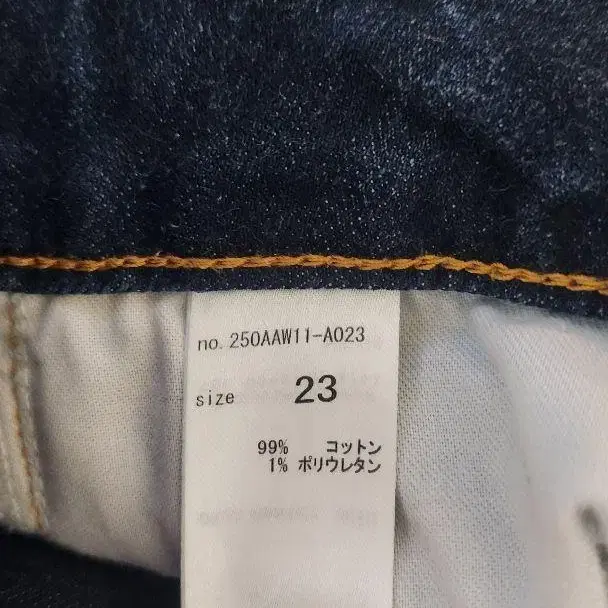 no. 250AAW11-A023
size 23
99% コットン
1% ポリウレタン